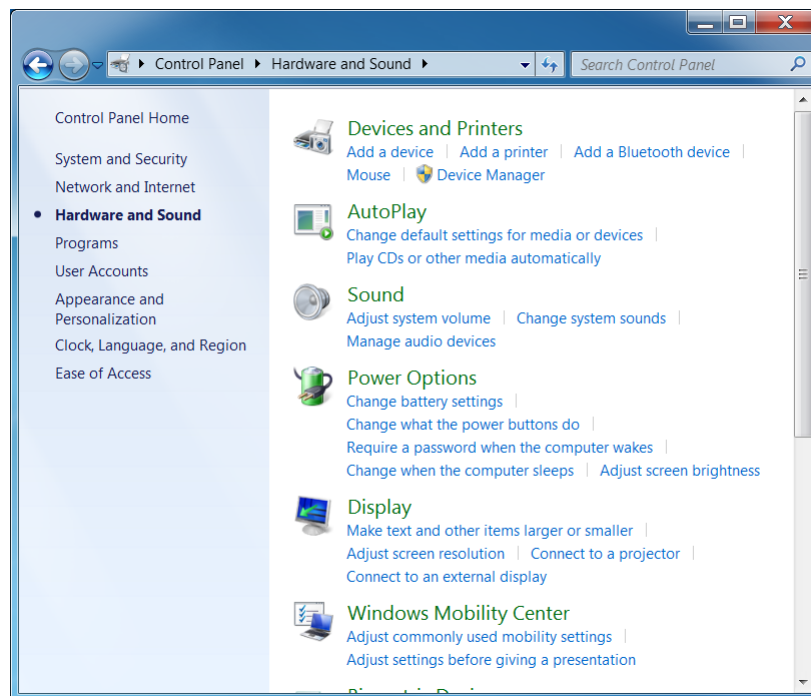 Control Panel Hardware and Sound Search Control Panel
Control Panel Home
System and Security
Network and Internet
Hardware and Sound
Programs
User Accounts
Appearance and
Personalization
Clock, Language, and Region
Ease of Access
Devices and Printers
Add a device Add a printer Add a Bluetooth device
Mouse Device Manager
AutoPlay
Change default settings for media or devices
Play CDs or other media automatically
Sound
Adjust system volume Change system sounds
Manage audio devices
Power Options
Change battery settings
Change what the power buttons do
Require a password when the computer wakes
Change when the computer sleeps Adjust screen brightness
Display
Make text and other items larger or smaller
Adjust screen resolution Connect to a projector
Connect to an external display
Windows Mobility Center
Adjust commonly used mobility settings
Adjust settings before giving a presentation